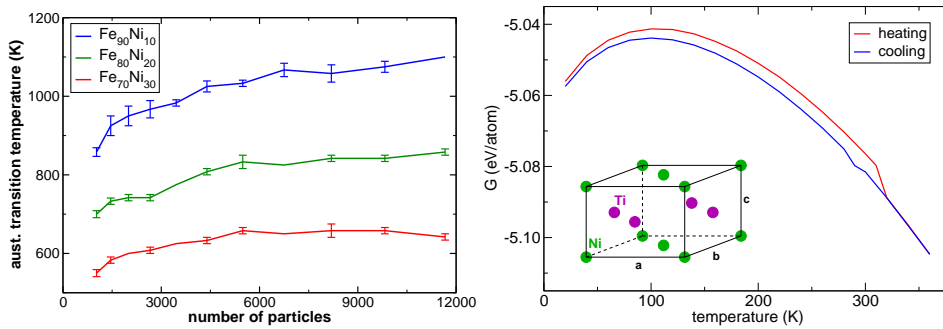 1200
1000
800
600
aust. transition temperature (K)
Fe90Ni10
Fe80Ni20
Fe70Ni30
0
3000
6000
9000
12000
number of particles
-5.04
-5.06
-5.08
-5.10
G (eV/atom)
heating
cooling
Ti
Ni
a
b
c
0
100
200
300
temperature (K)